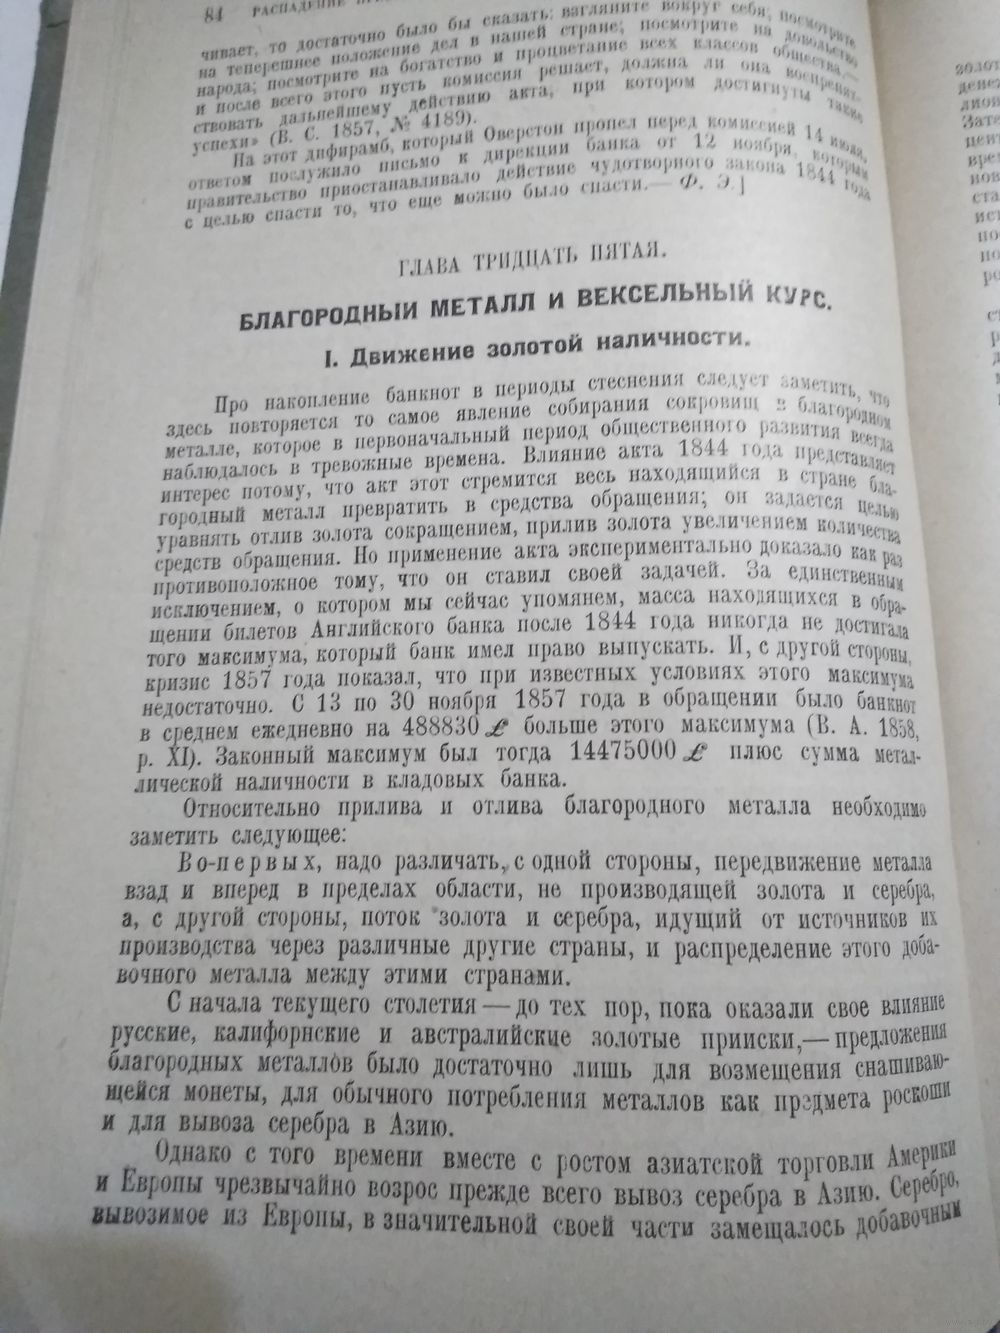 84 РАСПАДЕНИЕ
чивает, то достаточно было бы сказать: взгляните вокруг себя; посмотрите
на теперешнее положение дел в нашей стране; посмотрите на довольство
народа; посмотрите на богатство и процветание всех классов общества,—
и после всего этого пусть комиссия решает, должна ли она воспрепят-
ствовать дальнейшему действию акта, при котором достигнуты такие
успехи» (B. C. 1857, № 4189).
На этот дифирамб, который Оверстон пропел перед комиссией 14 июля,
ответом послужило письмо к дирекции банка от 12 ноября, которым
правительство приостанавливало действие чудотворного закона 1844 года
с целью спасти то, что еще можно было спасти.— Ф. Э.]
ГЛАВА ТРИДЦАТЬ ПЯТАЯ.
БЛАГОРОДНЫЙ МЕТАЛЛ И ВЕКСЕЛЬНЫЙ КУРС.
I. Движение золотой наличности.
Про накопление банкнот в периоды стеснения следует заметить, что
здесь повторяется то самое явление собирания сокровищ в благородном
металле, которое в первоначальный период общественного развития всегда
наблюдалось в тревожные времена. Влияние акта 1844 года представляет
интерес потому, что акт этот стремится весь находящийся в стране бла-
городный металл превратить в средства обращения; он задается целью
уравнять отлив золота сокращением, прилив золота увеличением количества
средств обращения. Но применение акта экспериментально доказало как раз
противоположное тому, что он ставил своей задачей. За единственным
исключением, о котором мы сейчас упомянем, масса находящихся в обра-
щении билетов Английского банка после 1844 года никогда не достигала
того максимума, который банк имел право выпускать. И, с другой стороны,
кризис 1857 года показал, что при известных условиях этого максимума
недостаточно. С 13 по 30 ноября 1857 года в обращении было банкнот
в среднем ежедневно на 488830 £ больше этого максимума (B. A. 1858,
p. XI). Законный максимум был тогда 14475000 £ плюс сумма метал-
лической наличности в кладовых банка.
Относительно прилива и отлива благородного металла необходимо
заметить следующее:
Во-первых, надо различать, с одной стороны, передвижение металла
взад и вперед в пределах области, не производящей золота и серебра,
а, с другой стороны, поток золота и серебра, идущий от источников их
производства через различные другие страны, и распределение этого доба-
вочного металла между этими странами.
С начала текущего столетия — до тех пор, пока оказали свое влияние
русские, калифорнские и австралийские золотые прииски,— предложения
благородных металлов было достаточно лишь для возмещения снашиваю-
щейся монеты, для обычного потребления металлов как предмета роскоши
и для вывоза серебра в Азию.
Однако с того времени вместе с ростом азиатской торговли Америки
и Европы чрезвычайно возрос прежде всего вывоз серебра в Азию. Серебро,
вывозимое из Европы, в значительной своей части замещалось добавочным